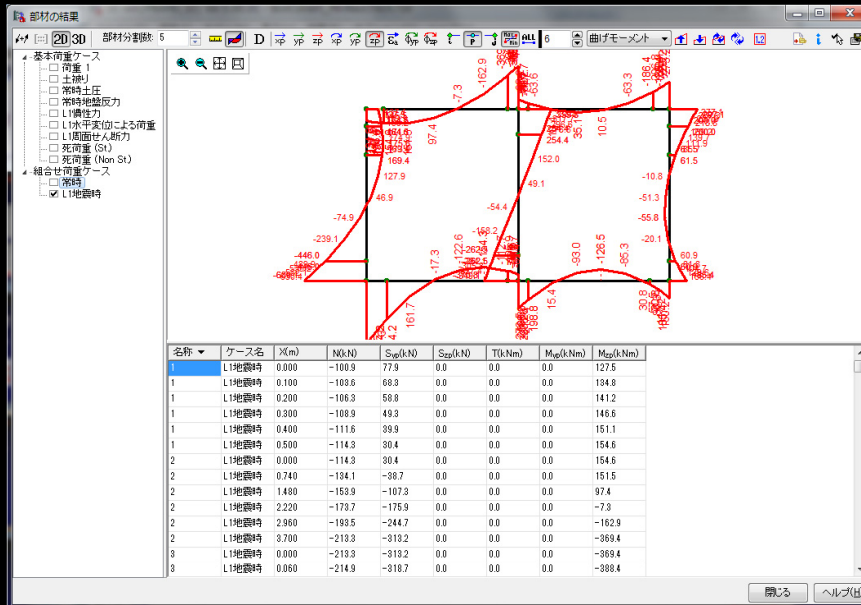 部材の結果
2D 3D 部材分割数: 5 D xp yp zp xp yp zp ALL 6 曲げモーメント L2
基本荷重ケース
荷重 1
土被り
常時土圧
常時地盤反力
L1慣性力
L1水平変位による荷重
L1周面せん断力
死荷重 (St.)
死荷重 (Non St.)
組合せ荷重ケース
常時
L1地震時
-162.9
-7.3
97.4
-63.6
35.1
10.5
-63.3
-186.4
254.4
152.0
49.1
-54.4
169.4
127.9
46.9
-74.9
-239.1
-446.0
61.5
-10.8
-51.3
-55.8
-20.1
60.9
161.7
-17.3
-122.6
15.4
-93.0
-126.5
-85.3
30.8
198.8
名称 ケース名 X(m) N(kN) Syp(kN) Szp(kN) T(kNm) Myp(kNm) Mzp(kNm)
1 L1地震時 0.000 -100.9 77.9 0.0 0.0 0.0 127.5
1 L1地震時 0.100 -103.6 68.3 0.0 0.0 0.0 134.8
1 L1地震時 0.200 -106.3 58.8 0.0 0.0 0.0 141.2
1 L1地震時 0.300 -108.9 49.3 0.0 0.0 0.0 146.6
1 L1地震時 0.400 -111.6 39.9 0.0 0.0 0.0 151.1
1 L1地震時 0.500 -114.3 30.4 0.0 0.0 0.0 154.6
2 L1地震時 0.000 -114.3 30.4 0.0 0.0 0.0 154.6
2 L1地震時 0.740 -134.1 -38.7 0.0 0.0 0.0 151.5
2 L1地震時 1.480 -153.9 -107.3 0.0 0.0 0.0 97.4
2 L1地震時 2.220 -173.7 -175.9 0.0 0.0 0.0 -7.3
2 L1地震時 2.960 -193.5 -244.7 0.0 0.0 0.0 -162.9
2 L1地震時 3.700 -213.3 -313.2 0.0 0.0 0.0 -369.4
3 L1地震時 0.000 -213.3 -313.2 0.0 0.0 0.0 -369.4
3 L1地震時 0.060 -214.9 -318.7 0.0 0.0 0.0 -388.4
閉じる ヘルプ(H